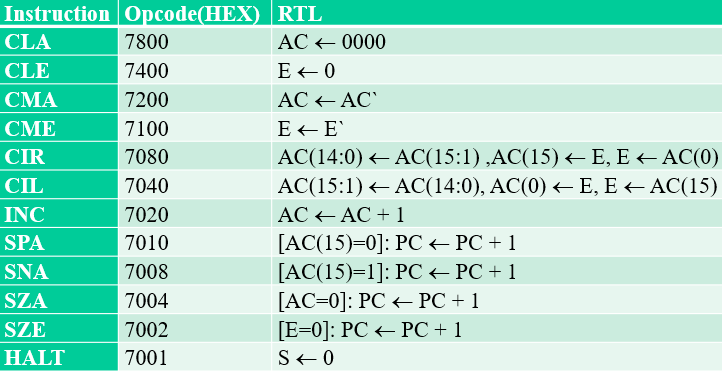 Instruction Opcode(HEX) RTL
CLA 7800 AC ← 0000
CLE 7400 E ← 0
CMA 7200 AC ← AC`
CME 7100 E ← E`
CIR 7080 AC(14:0) ← AC(15:1) ,AC(15) ← E, E ← AC(0)
CIL 7040 AC(15:1) ← AC(14:0), AC(0) ← E, E ← AC(15)
INC 7020 AC ← AC + 1
SPA 7010 [AC(15)=0]: PC ← PC + 1
SNA 7008 [AC(15)=1]: PC ← PC + 1
SZA 7004 [AC=0]: PC ← PC + 1
SZE 7002 [E=0]: PC ← PC + 1
HALT 7001 S ← 0